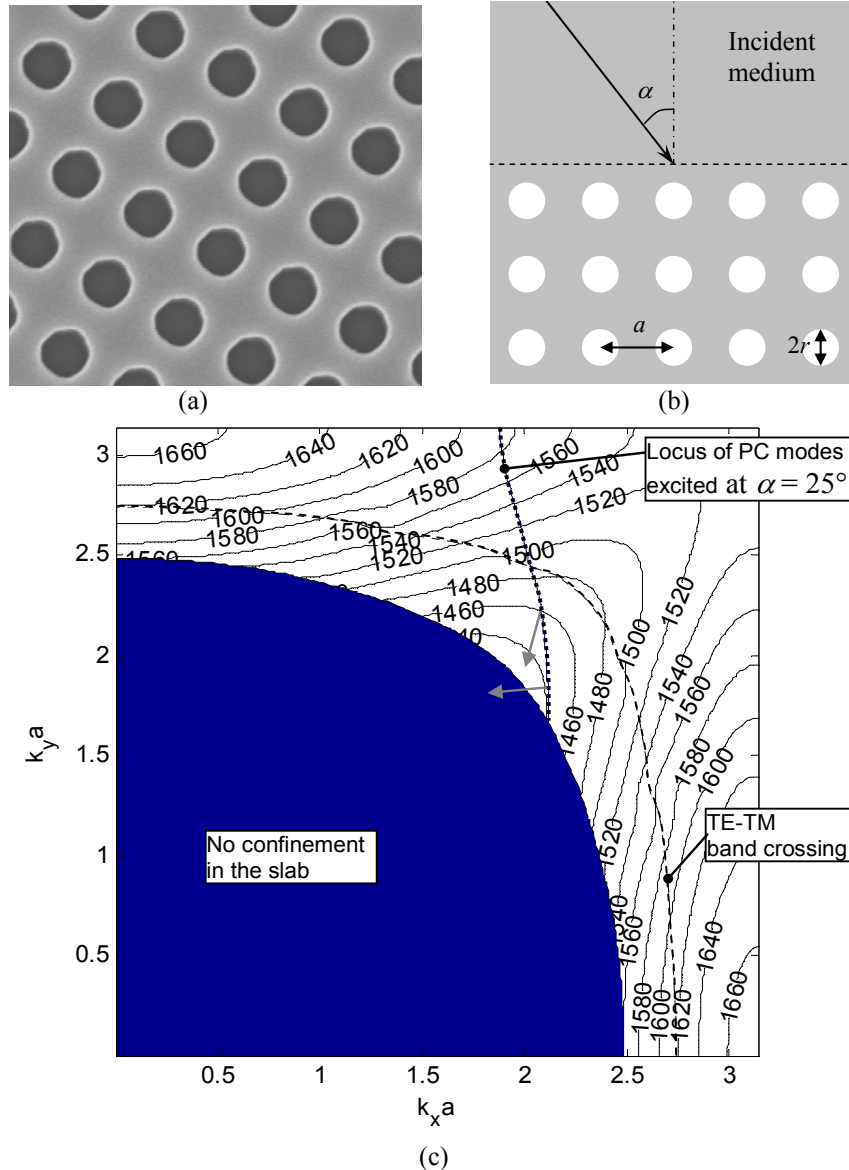 Incident
medium
α
a
2r
(a)
(b)
Locus of PC modes
excited at α = 25°
TE-TM
band crossing
No confinement
in the slab
1660
1640
1620
1600
1580
1560
1540
1520
1620
1600
1580
1560
1560
1540
1520
1500
1480
1460
1520
1500
1540
1480
1560
1460
1580
1600
1520
1540
1560
1640
1580
1600
1620
1660
3
2.5
2
1.5
1
0.5
k_y a
0.5
1
1.5
2
2.5
3
k_x a
(c)